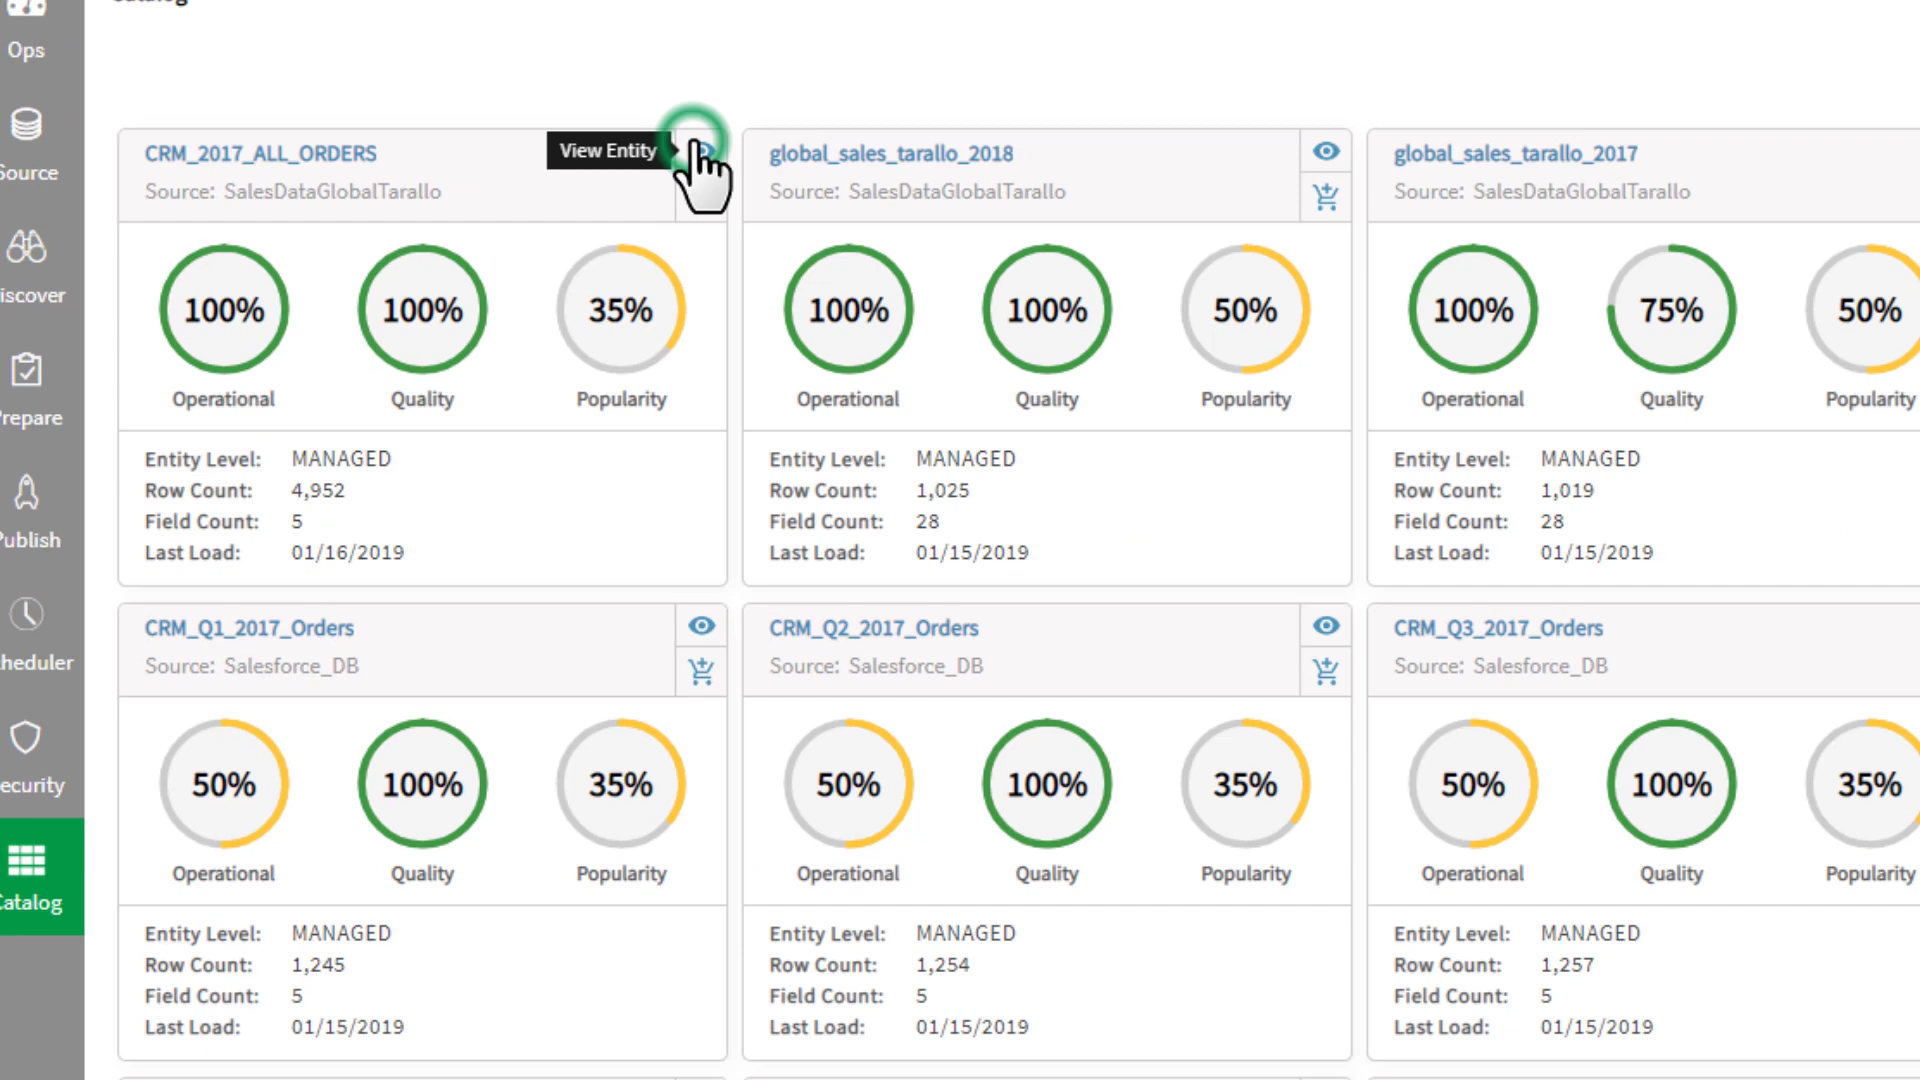 Ops
Source
Discover
Prepare
Publish
Scheduler
Security
Catalog
CRM_2017_ALL_ORDERS
View Entity
Source: SalesDataGlobalTarallo
100%
100%
35%
Operational
Quality
Popularity
Entity Level: MANAGED
Row Count: 4,952
Field Count: 5
Last Load: 01/16/2019
global_sales_tarallo_2018
Source: SalesDataGlobalTarallo
100%
100%
50%
Operational
Quality
Popularity
Entity Level: MANAGED
Row Count: 1,025
Field Count: 28
Last Load: 01/15/2019
global_sales_tarallo_2017
Source: SalesDataGlobalTarallo
100%
75%
50%
Operational
Quality
Popularity
Entity Level: MANAGED
Row Count: 1,019
Field Count: 28
Last Load: 01/15/2019
CRM_Q1_2017_Orders
Source: Salesforce_DB
50%
100%
35%
Operational
Quality
Popularity
Entity Level: MANAGED
Row Count: 1,245
Field Count: 5
Last Load: 01/15/2019
CRM_Q2_2017_Orders
Source: Salesforce_DB
50%
100%
35%
Operational
Quality
Popularity
Entity Level: MANAGED
Row Count: 1,254
Field Count: 5
Last Load: 01/15/2019
CRM_Q3_2017_Orders
Source: Salesforce_DB
50%
100%
35%
Operational
Quality
Popularity
Entity Level: MANAGED
Row Count: 1,257
Field Count: 5
Last Load: 01/15/2019